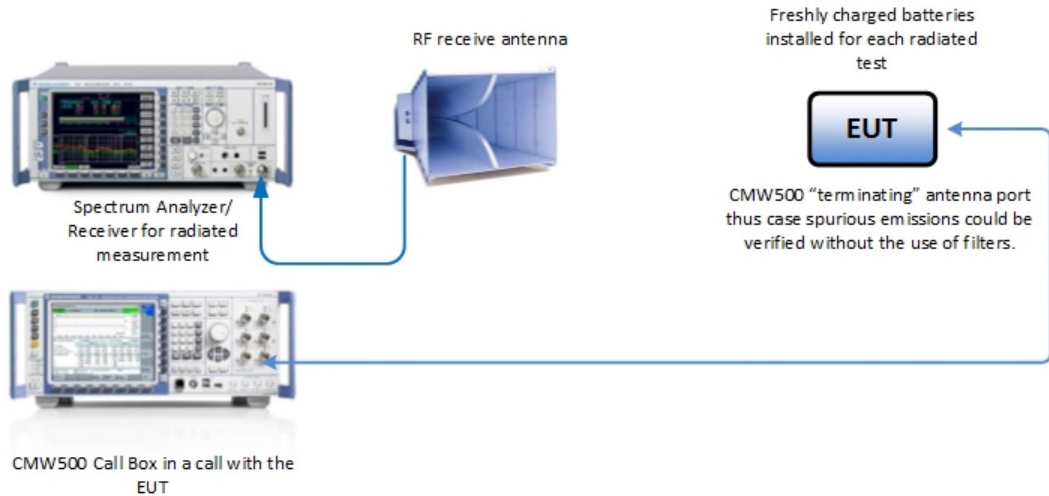 RF receive antenna
Freshly charged batteries
installed for each radiated
test
EUT
CMW500 “terminating” antenna port
thus case spurious emissions could be
verified without the use of filters.
Spectrum Analyzer/
Receiver for radiated
measurement
CMW500 Call Box in a call with the
EUT